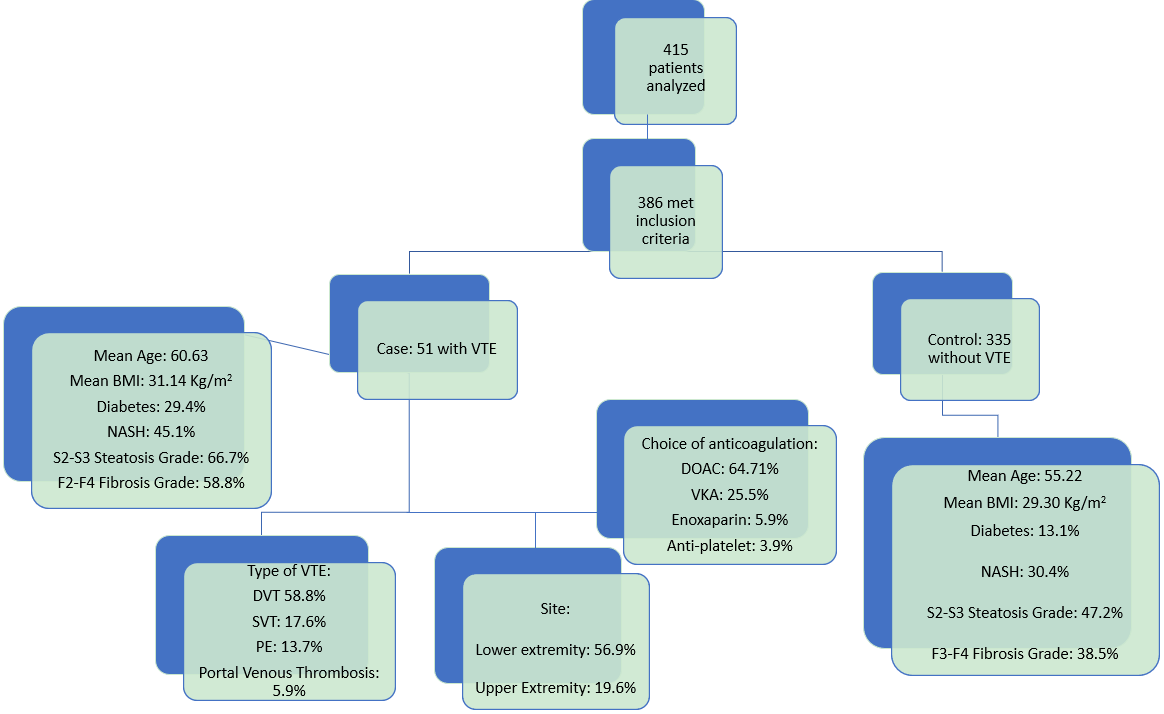 415
patients
analyzed
386 met
inclusion
criteria
Case: 51 with VTE
Control: 335
without VTE
Mean Age: 60.63
Mean BMI: 31.14 Kg/m²
Diabetes: 29.4%
NASH: 45.1%
S2-S3 Steatosis Grade: 66.7%
F2-F4 Fibrosis Grade: 58.8%
Choice of anticoagulation:
DOAC: 64.71%
VKA: 25.5%
Enoxaparin: 5.9%
Anti-platelet: 3.9%
Mean Age: 55.22
Mean BMI: 29.30 Kg/m²
Diabetes: 13.1%
NASH: 30.4%
S2-S3 Steatosis Grade: 47.2%
F3-F4 Fibrosis Grade: 38.5%
Type of VTE:
DVT 58.8%
SVT: 17.6%
PE: 13.7%
Portal Venous Thrombosis:
5.9%
Site:
Lower extremity: 56.9%
Upper Extremity: 19.6%